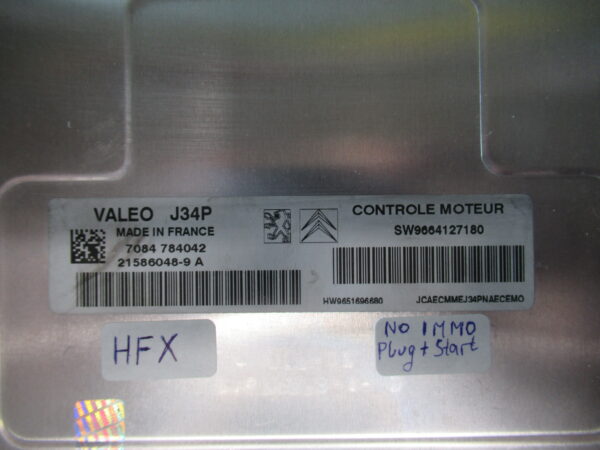 VALEO J34P
MADE IN FRANCE
7084 784042
21586048-9 A
CONTROLE MOTEUR
SW9664127180
HW9651696680
JCAECMMEJ34PNAECEMO
HFX
NO IMMO
Plug + Start